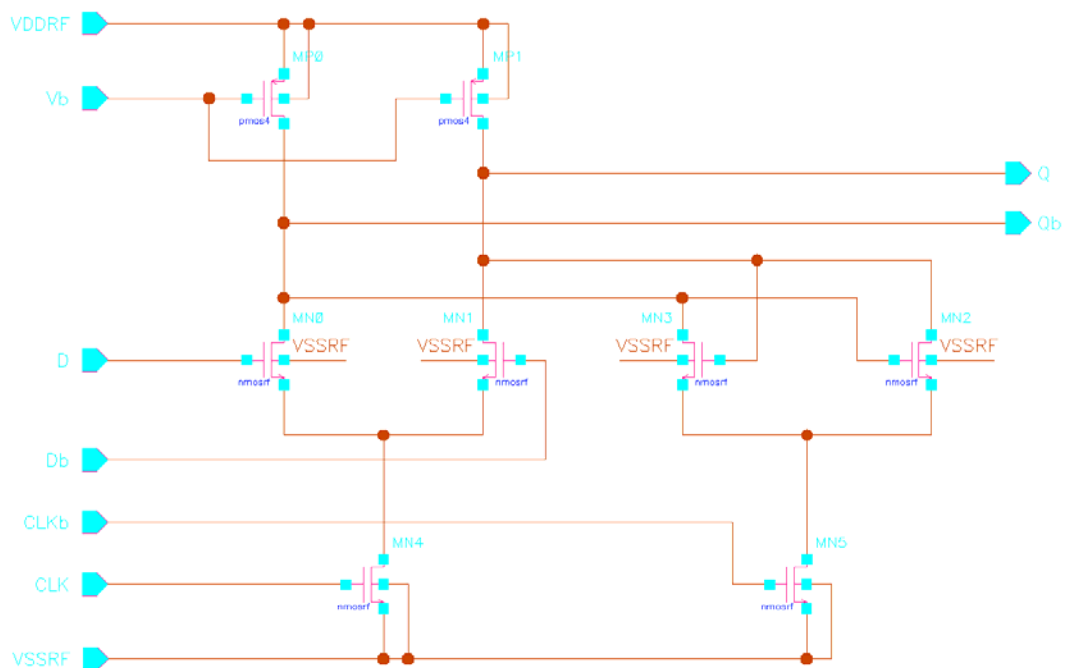 VDDRF
MP0
MP1
Vb
pmos4
pmos4
Q
Qb
MN0
MN1
MN3
MN2
VSSRF
VSSRF
VSSRF
VSSRF
D
nmosrf
nmosrf
nmosrf
nmosrf
Db
CLKb
MN4
MN5
CLK
nmosrf
nmosrf
VSSRF